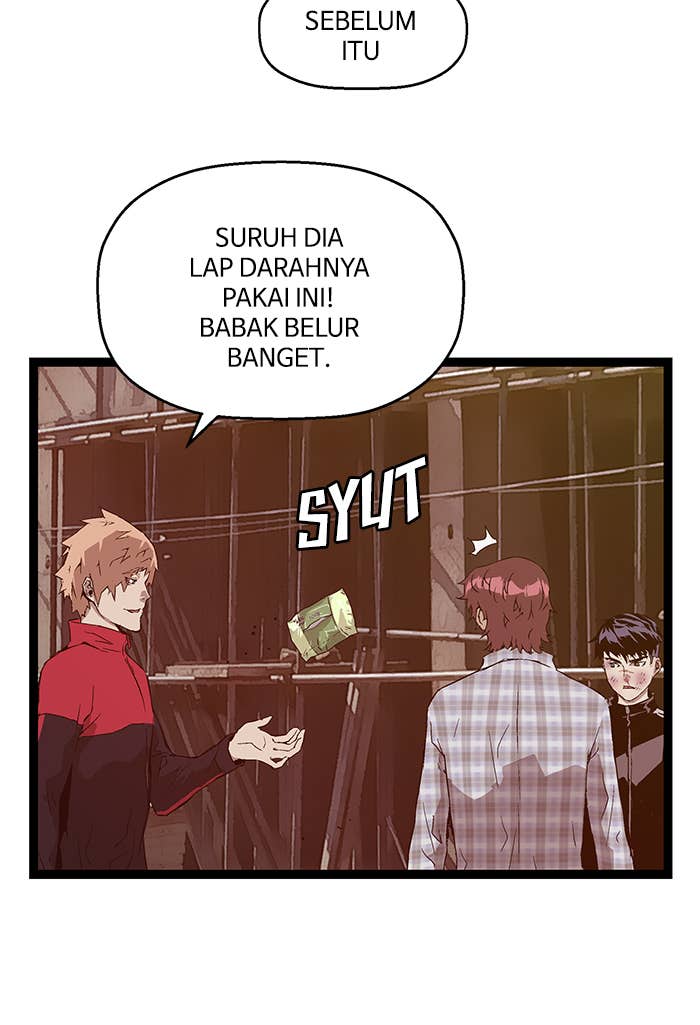 SEBELUM
ITU
SURUH DIA
LAP DARAHNYA
PAKAI INI!
BABAK BELUR
BANGET.
SYUT